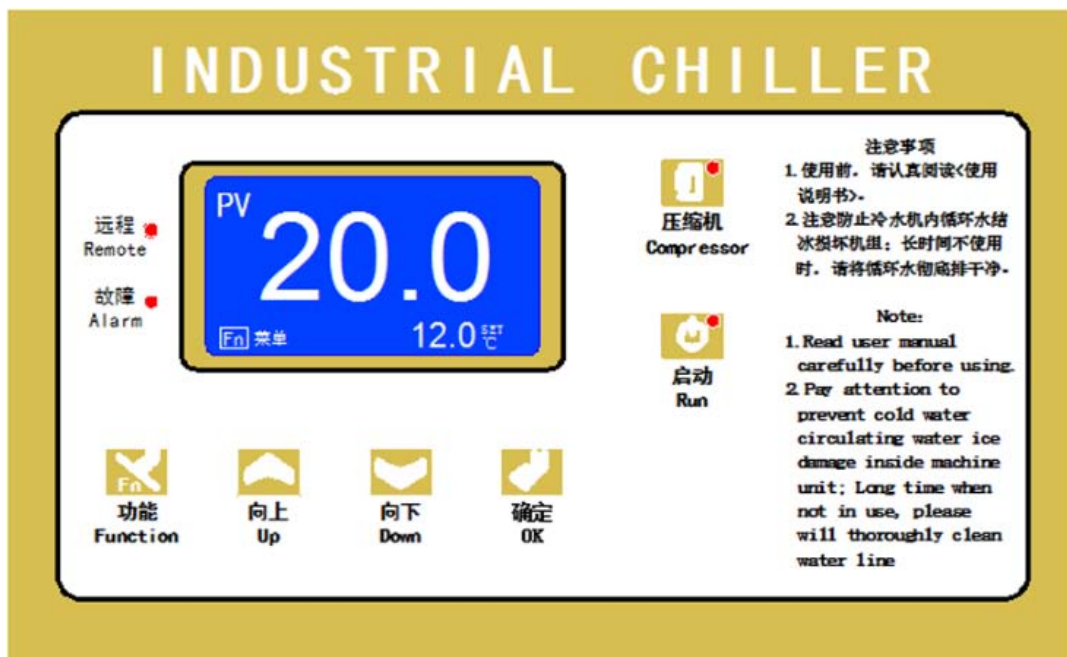 INDUSTRIAL CHILLER
远程
Remote
故障
Alarm
PV
20.0
Fn 菜单
12.0 SET ℃
压缩机
Compressor
启动
Run
Fn
功能
Function
向上
Up
向下
Down
确定
OK
注意事项
1.使用前，请认真阅读<使用
说明书>。
2.注意防止冷水机内循环水结
冰损坏机组；长时间不使用
时，请将循环水彻底排干净。
Note:
1.Read user manual
carefully before using.
2.Pay attention to
prevent cold water
circulating water ice
damage inside machine
unit; Long time when
not in use, please
will thoroughly clean
water line